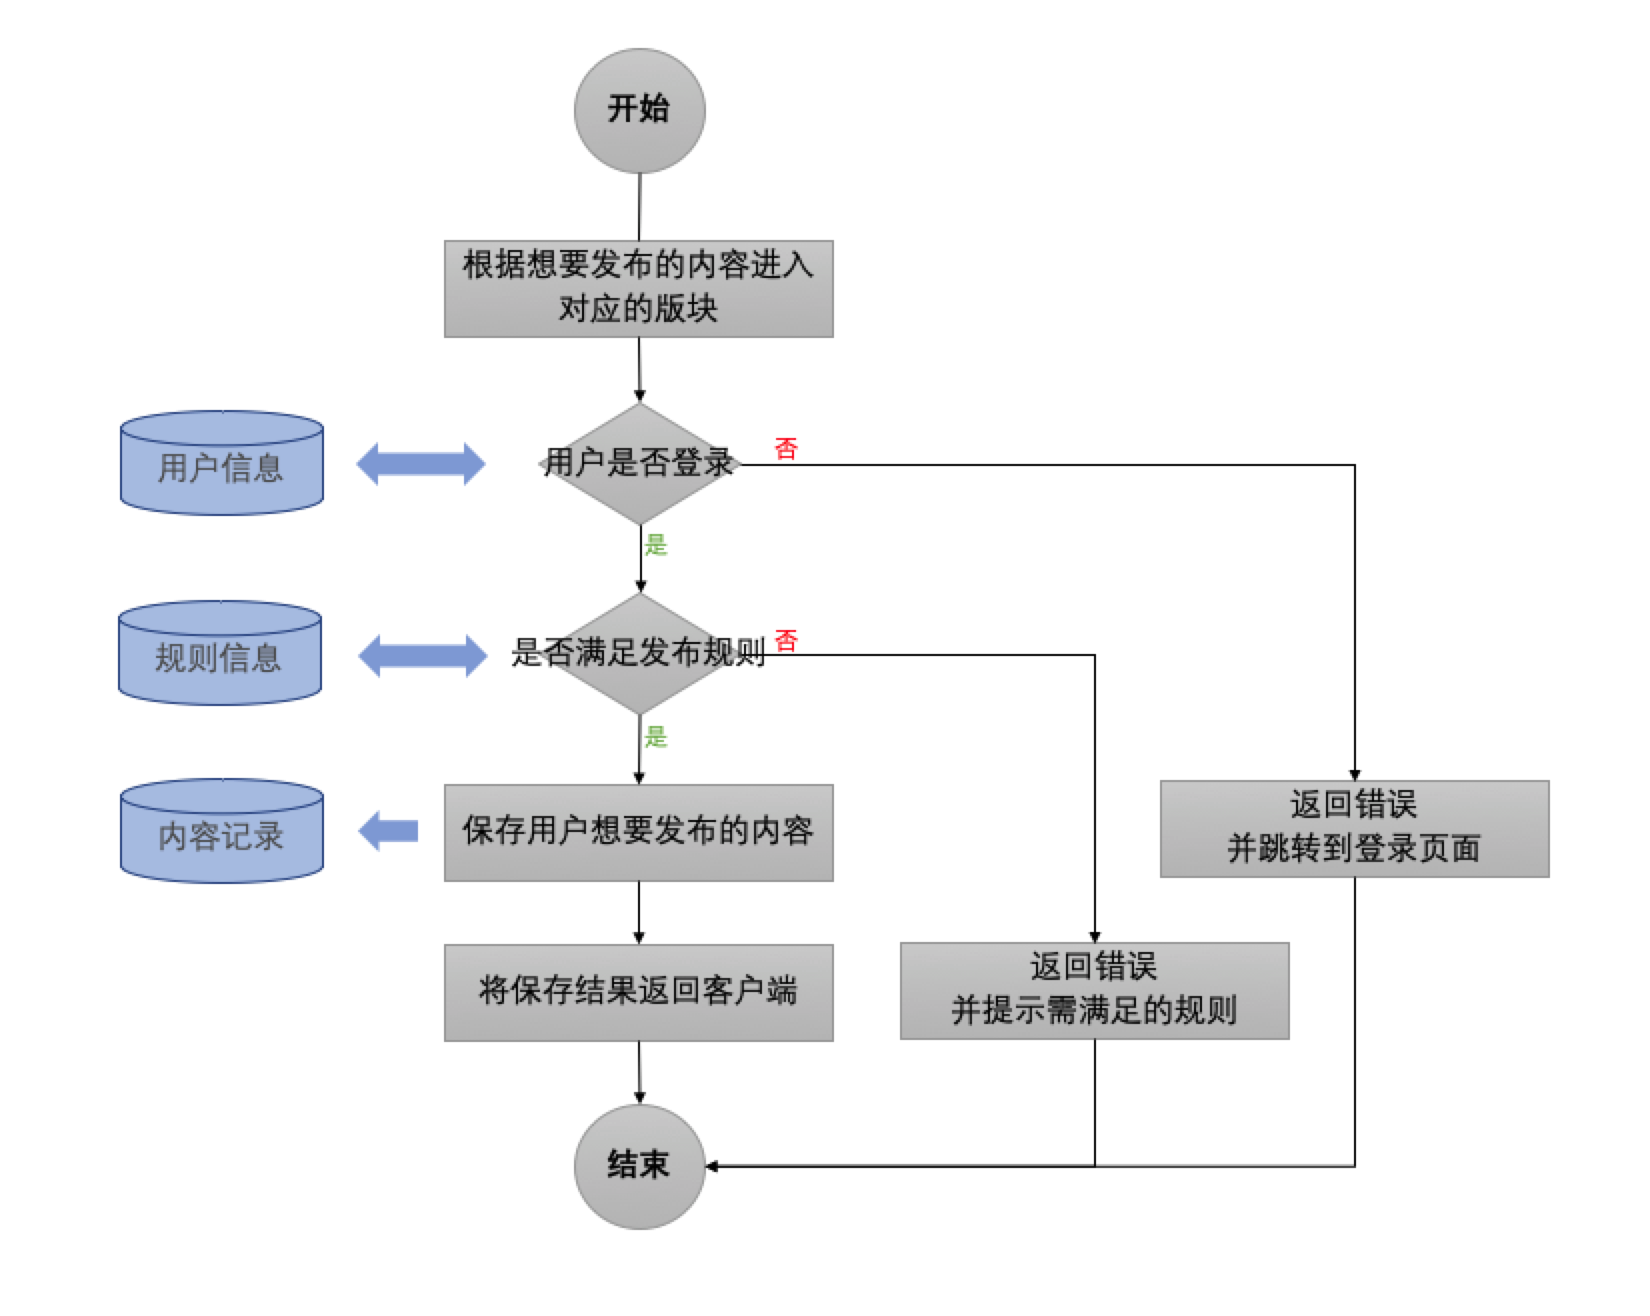 开始
根据想要发布的内容进入
对应的版块
用户信息
用户是否登录
否
是
规则信息
是否满足发布规则
否
是
内容记录
保存用户想要发布的内容
返回错误
并跳转到登录页面
将保存结果返回客户端
返回错误
并提示需满足的规则
结束